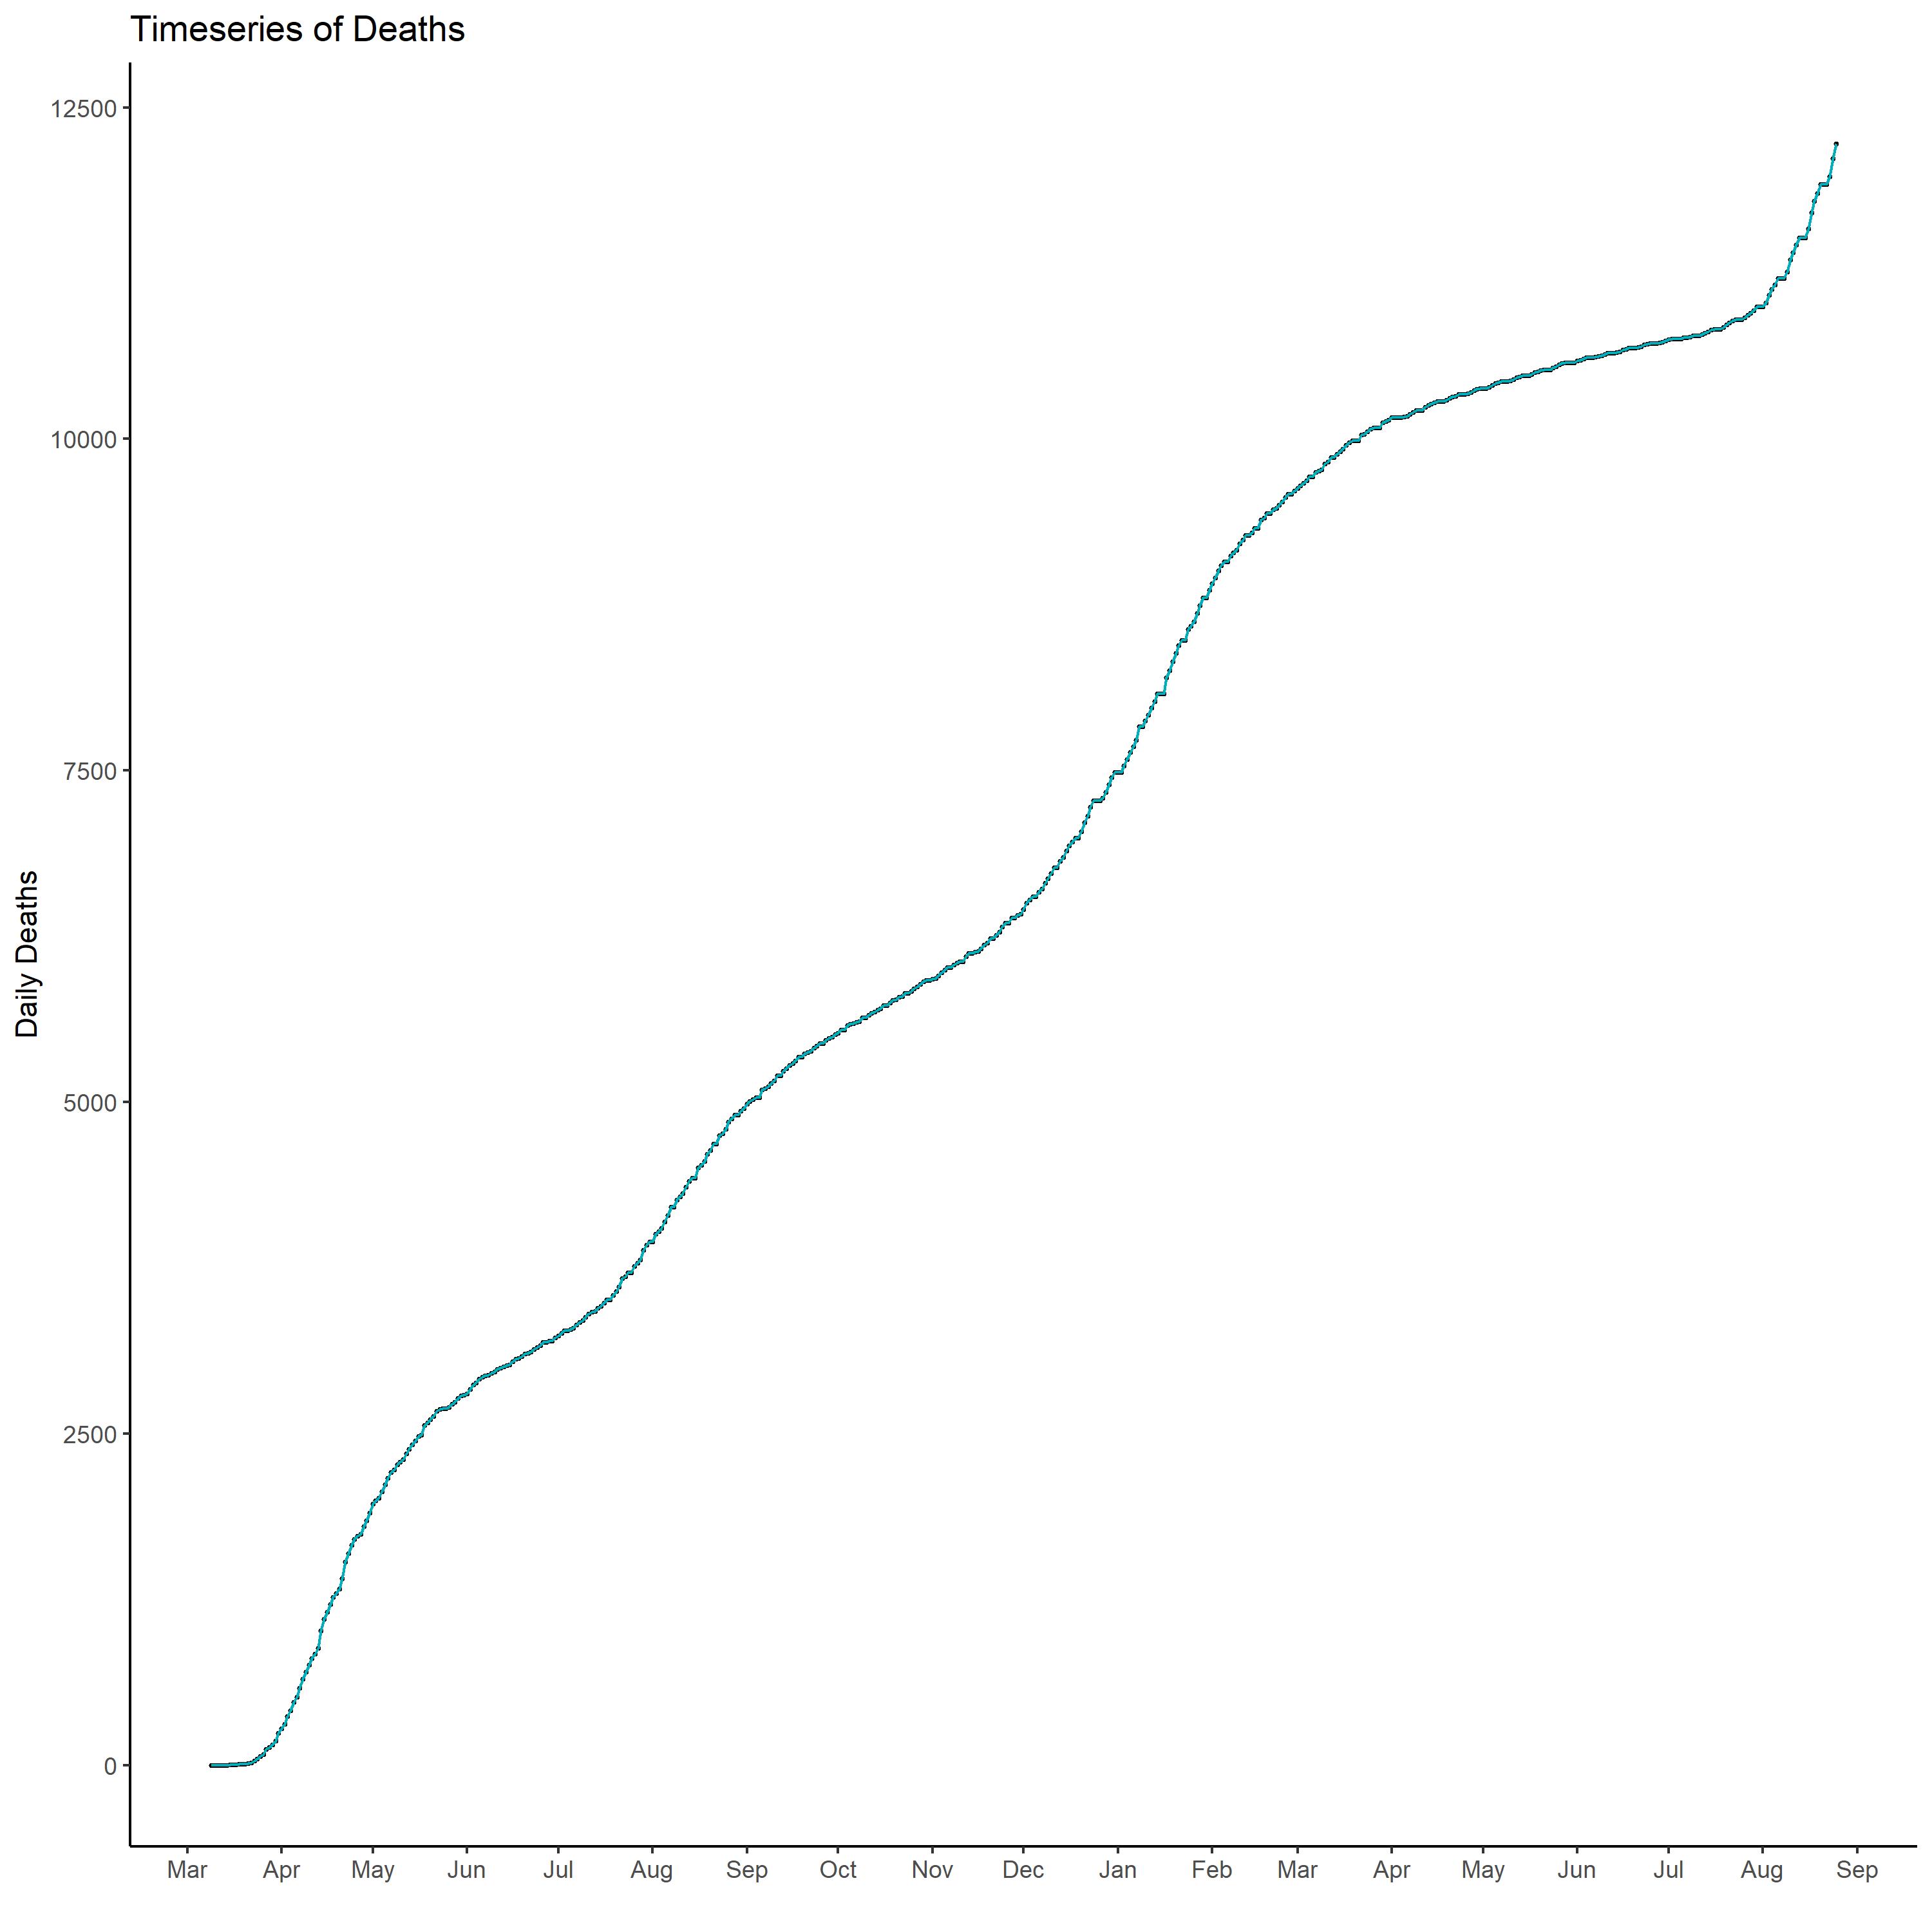 Timeseries of Deaths
12500
10000
7500
5000
2500
0
Daily Deaths
Mar Apr May Jun Jul Aug Sep Oct Nov Dec Jan Feb Mar Apr May Jun Jul Aug Sep